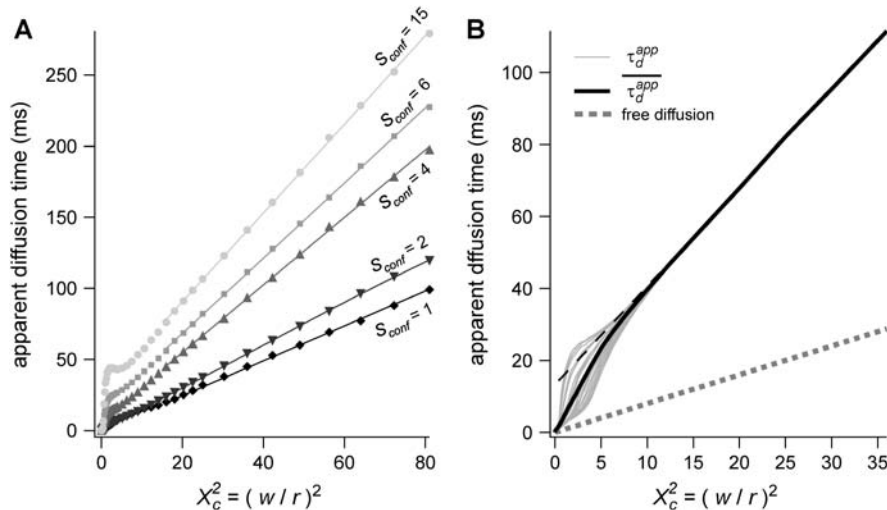 A
apparent diffusion time (ms)
250
200
150
100
50
0
S_conf = 15
S_conf = 6
S_conf = 4
S_conf = 2
S_conf = 1
0 20 40 60 80
X_c^2 = ( w / r )^2
B
apparent diffusion time (ms)
100
80
60
40
20
0
τ_d^app
τ_d^app
free diffusion
0 5 10 15 20 25 30 35
X_c^2 = ( w / r )^2